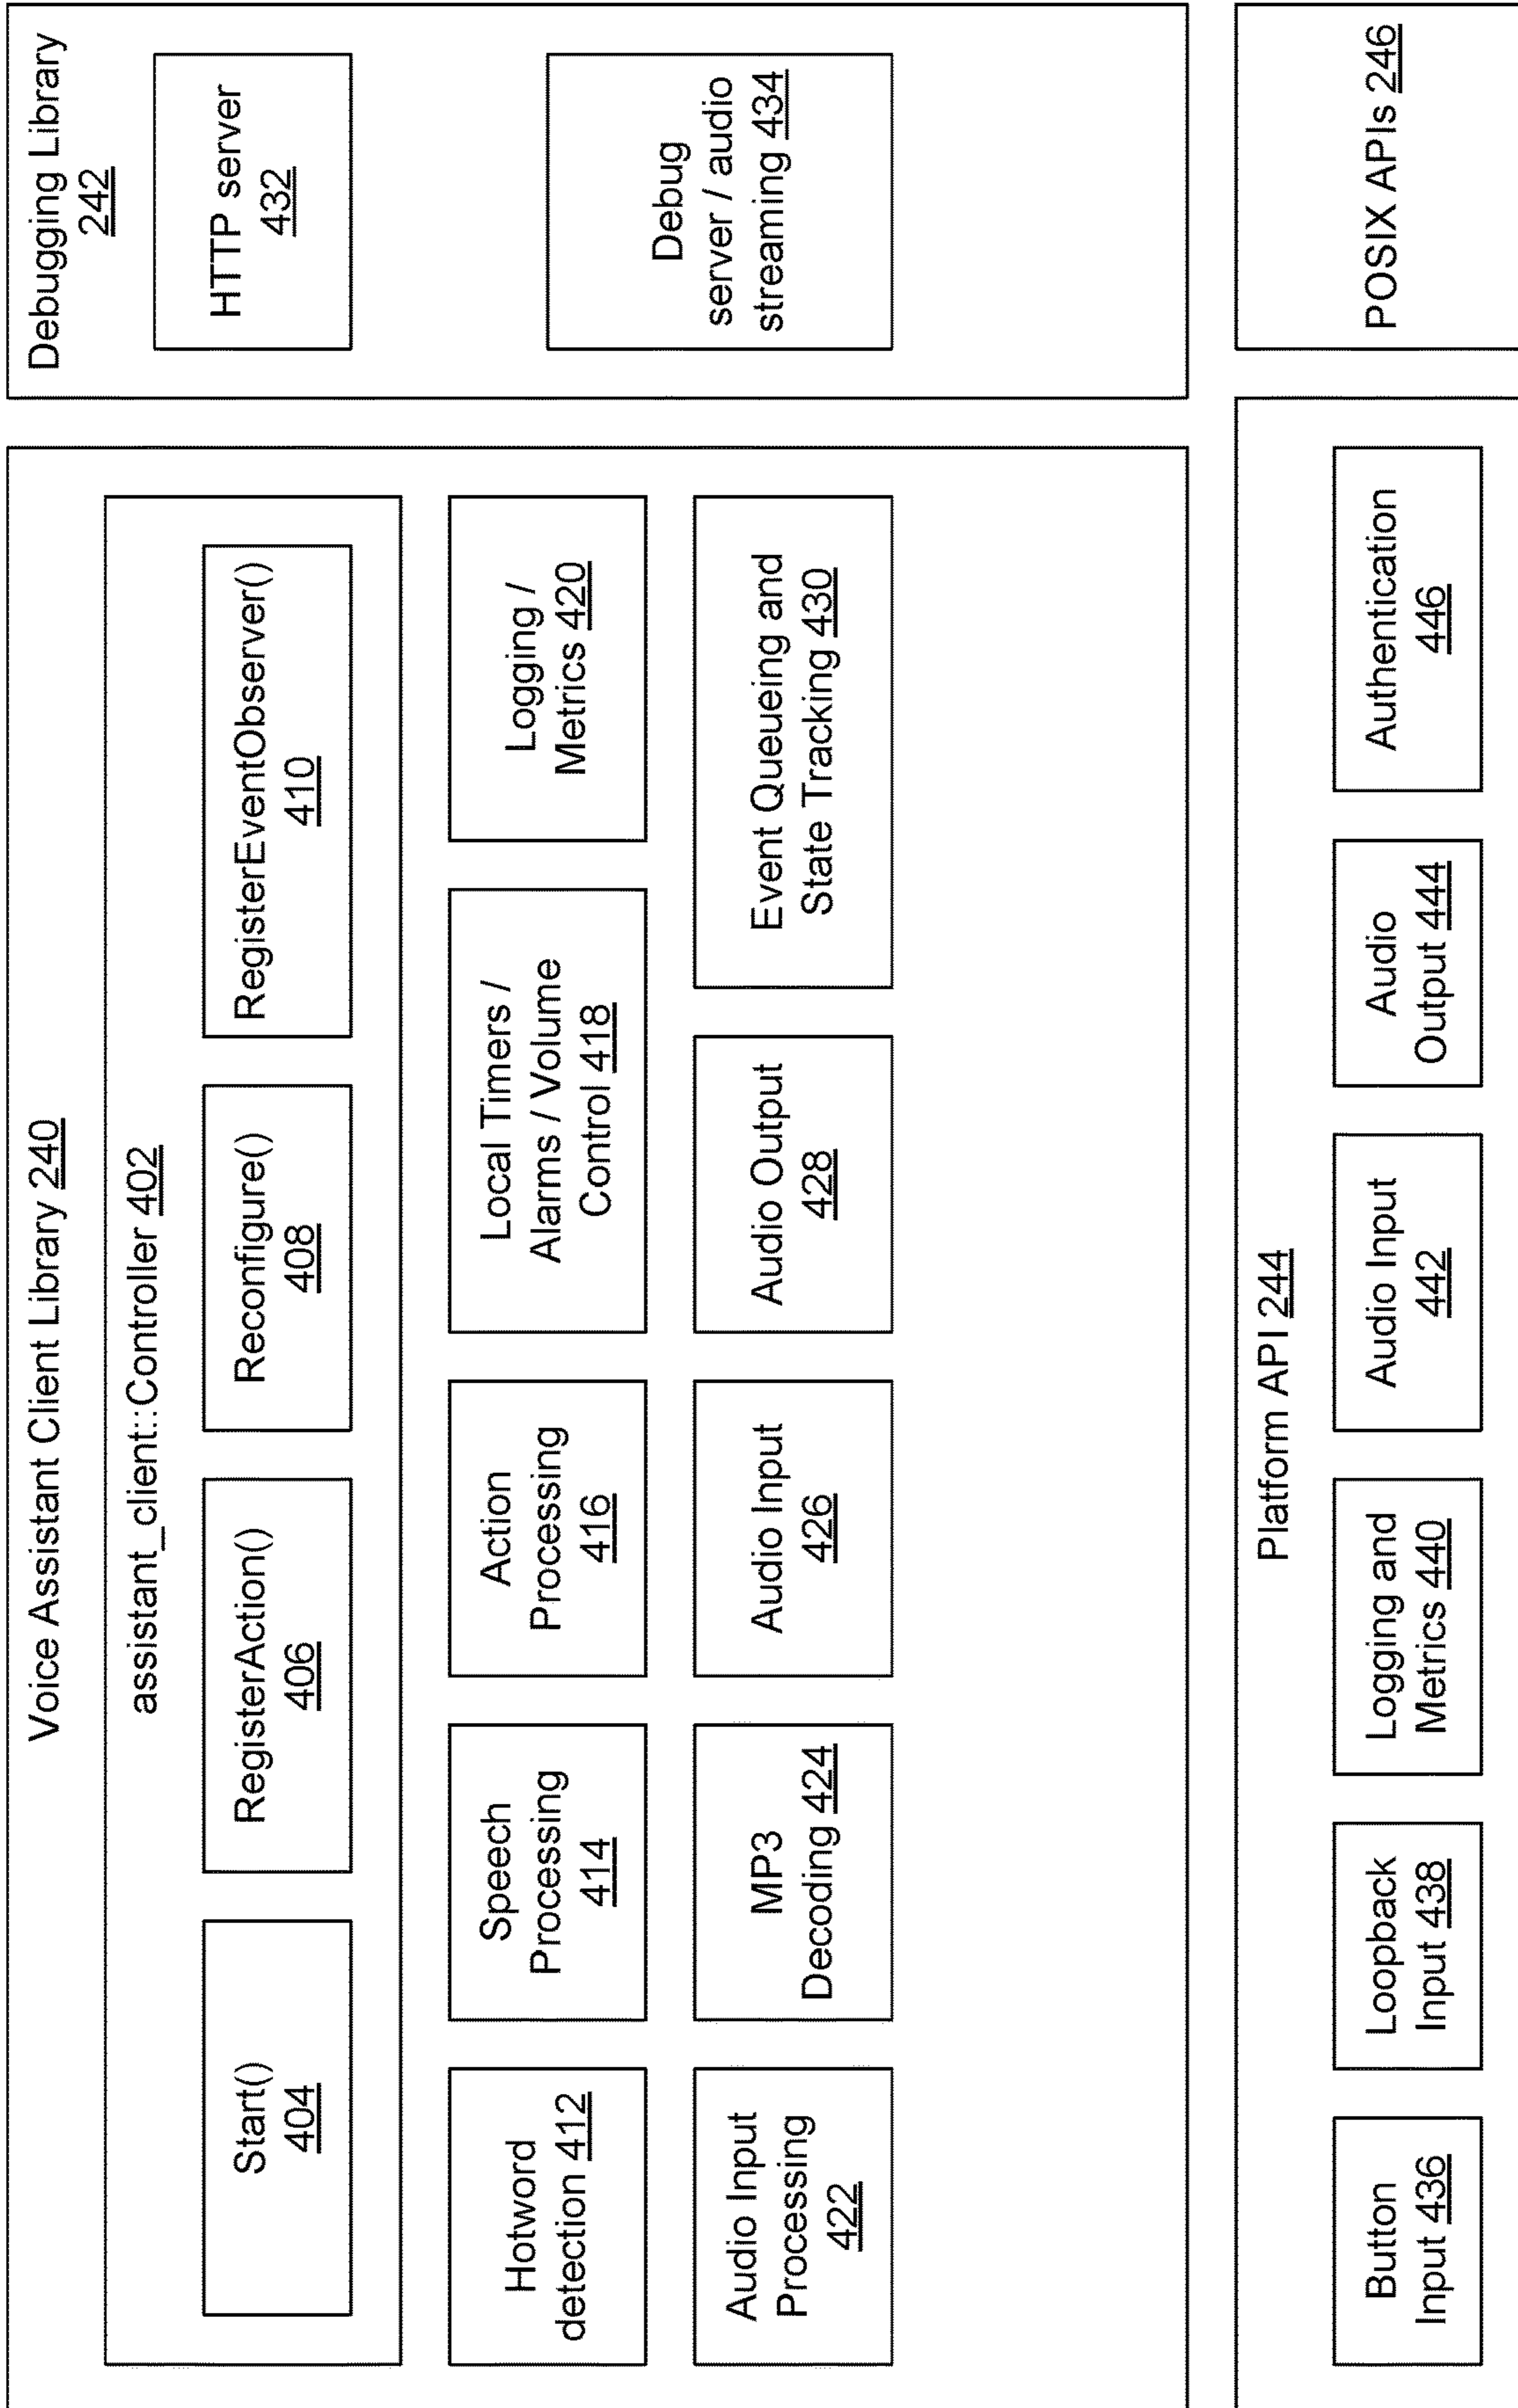 Voice Assistant Client Library 240
assistant_client::Controller 402
Start()
404
RegisterAction()
406
Reconfigure()
408
RegisterEventObserver()
410
Hotword
detection 412
Speech
Processing
414
Action
Processing
416
Local Timers /
Alarms / Volume
Control 418
Logging /
Metrics 420
Audio Input
Processing
422
MP3
Decoding 424
Audio Input
426
Audio Output
428
Event Queueing and
State Tracking 430
Debugging Library
242
HTTP server
432
Debug
server / audio
streaming 434
Platform API 244
Button
Input 436
Loopback
Input 438
Logging and
Metrics 440
Audio Input
442
Audio
Output 444
Authentication
446
POSIX APIs 246